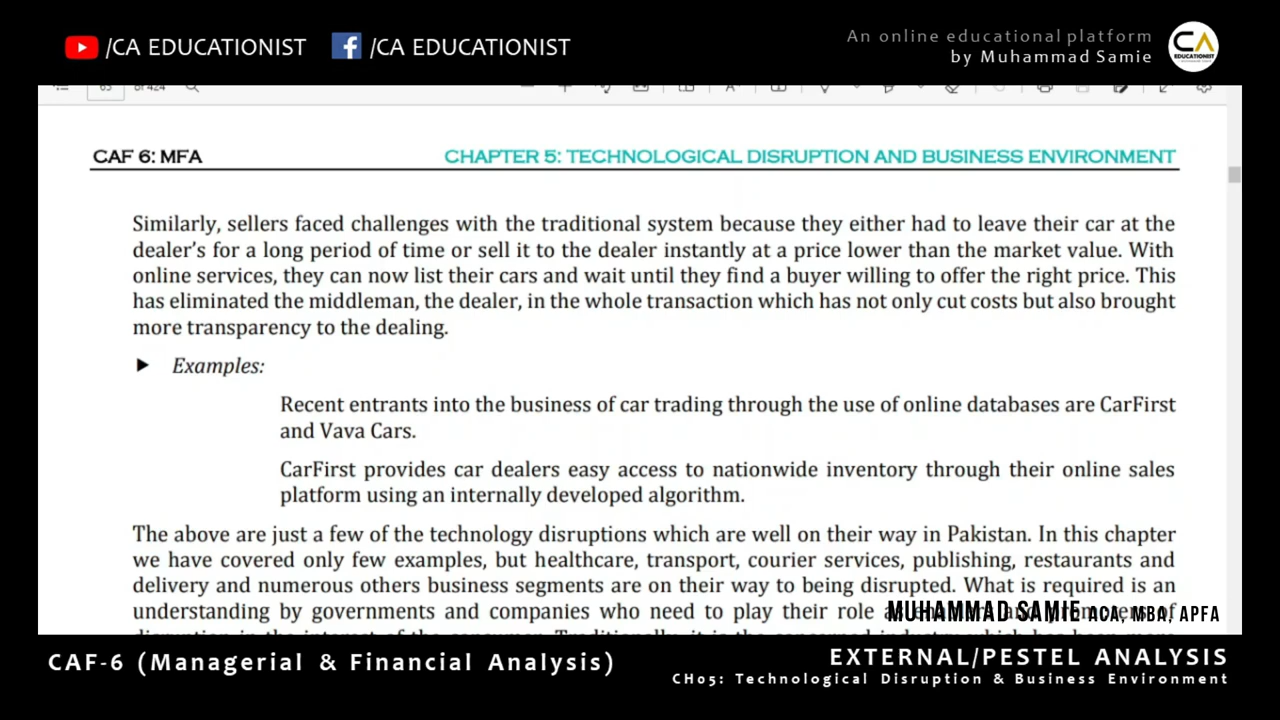 /CA EDUCATIONIST /CA EDUCATIONIST
An online educational platform
by Muhammad Samie
CA
EDUCATIONIST
65 of 424
CAF 6: MFA CHAPTER 5: TECHNOLOGICAL DISRUPTION AND BUSINESS ENVIRONMENT
Similarly, sellers faced challenges with the traditional system because they either had to leave their car at the
dealer's for a long period of time or sell it to the dealer instantly at a price lower than the market value. With
online services, they can now list their cars and wait until they find a buyer willing to offer the right price. This
has eliminated the middleman, the dealer, in the whole transaction which has not only cut costs but also brought
more transparency to the dealing.
Examples:
Recent entrants into the business of car trading through the use of online databases are CarFirst
and Vava Cars.
CarFirst provides car dealers easy access to nationwide inventory through their online sales
platform using an internally developed algorithm.
The above are just a few of the technology disruptions which are well on their way in Pakistan. In this chapter
we have covered only few examples, but healthcare, transport, courier services, publishing, restaurants and
delivery and numerous others business segments are on their way to being disrupted. What is required is an
understanding by governments and companies who need to play their role
MUHAMMAD SAMIE ACA, MBA, APFA
CAF-6 (Managerial & Financial Analysis)
EXTERNAL/PESTEL ANALYSIS
CH05: Technological Disruption & Business Environment